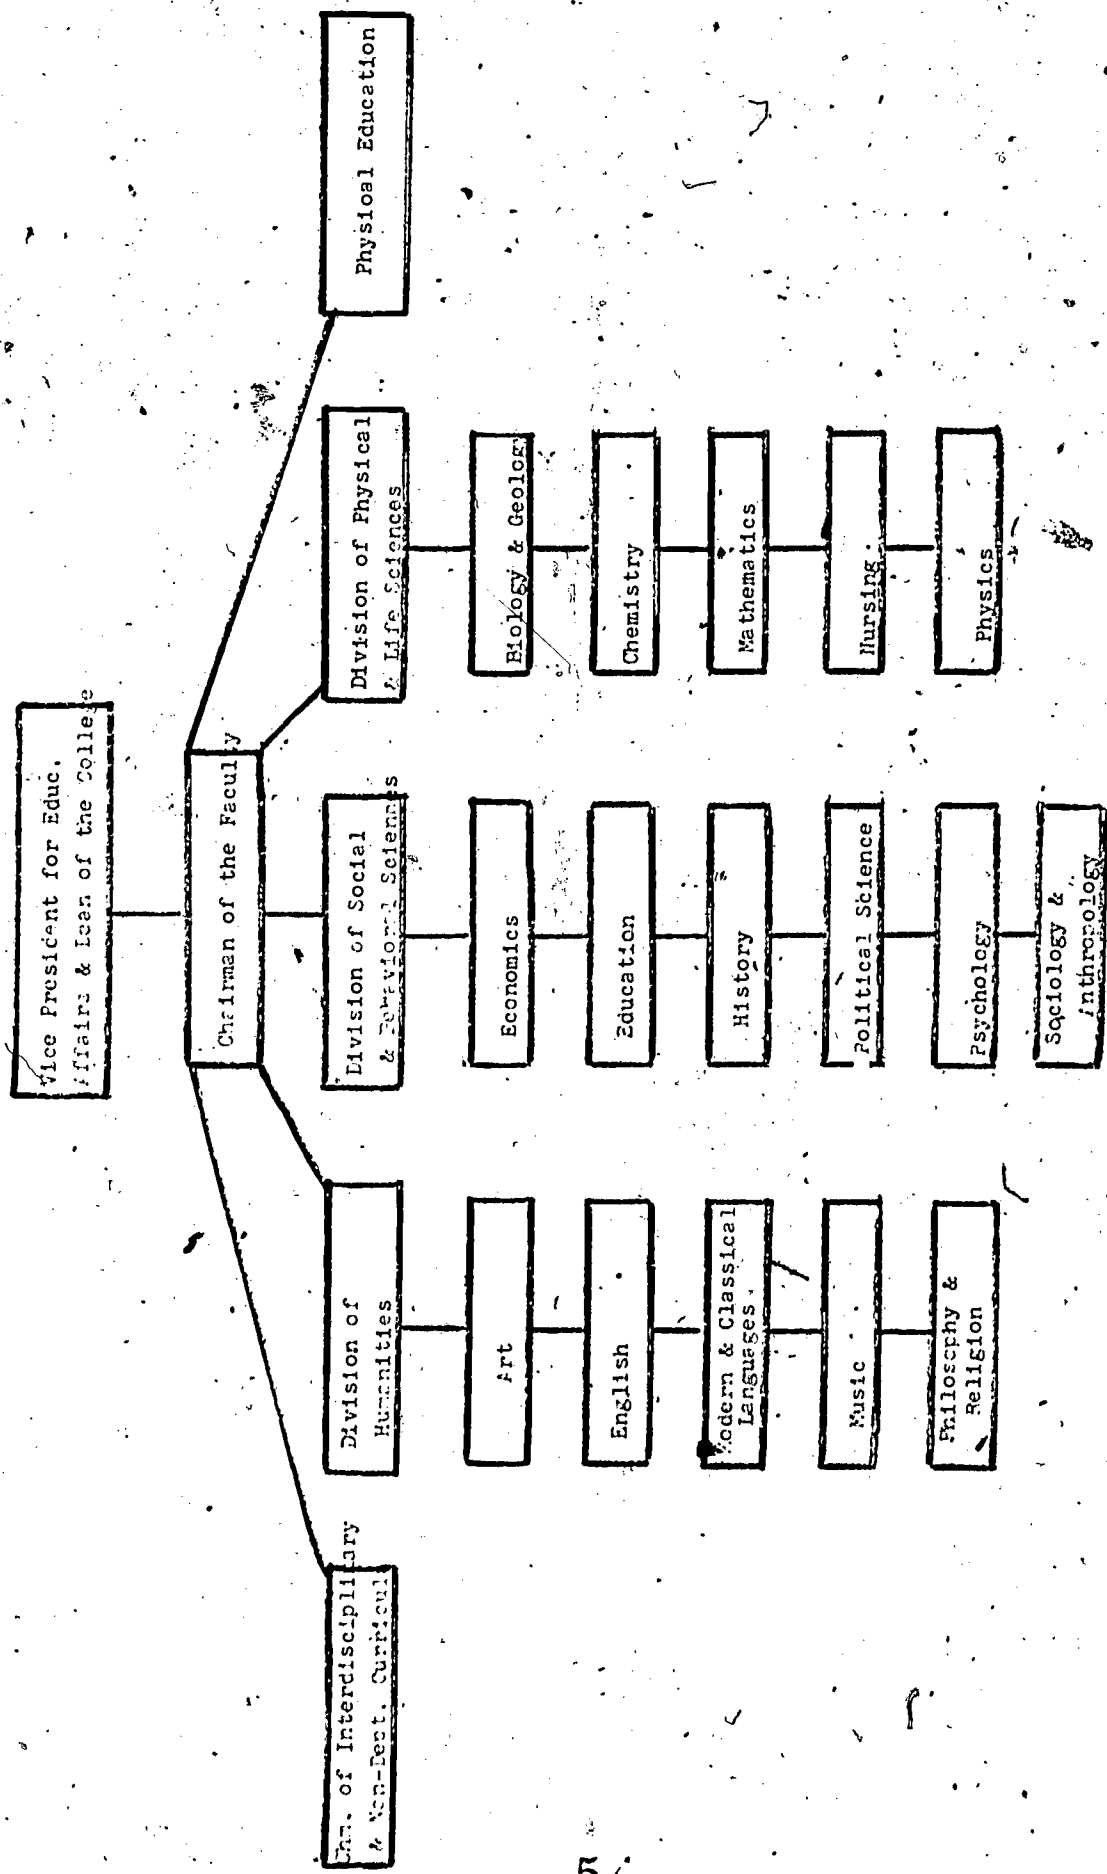 Vice President for Educ.
Affairs & Dean of the College
Chairman of the Faculty
Chm. of Interdisciplinary
& Non-Dept. Curricul
Division of
Humanities
Division of Social
& Behavioral Sciences
Division of Physical
& Life Sciences
Physical Education
Art
English
Modern & Classical
Languages
Music
Philosophy &
Religion
Economics
Education
History
Political Science
Psychology
Sociology &
Anthropology
Biology & Geology
Chemistry
Mathematics
Nursing
Physics
5